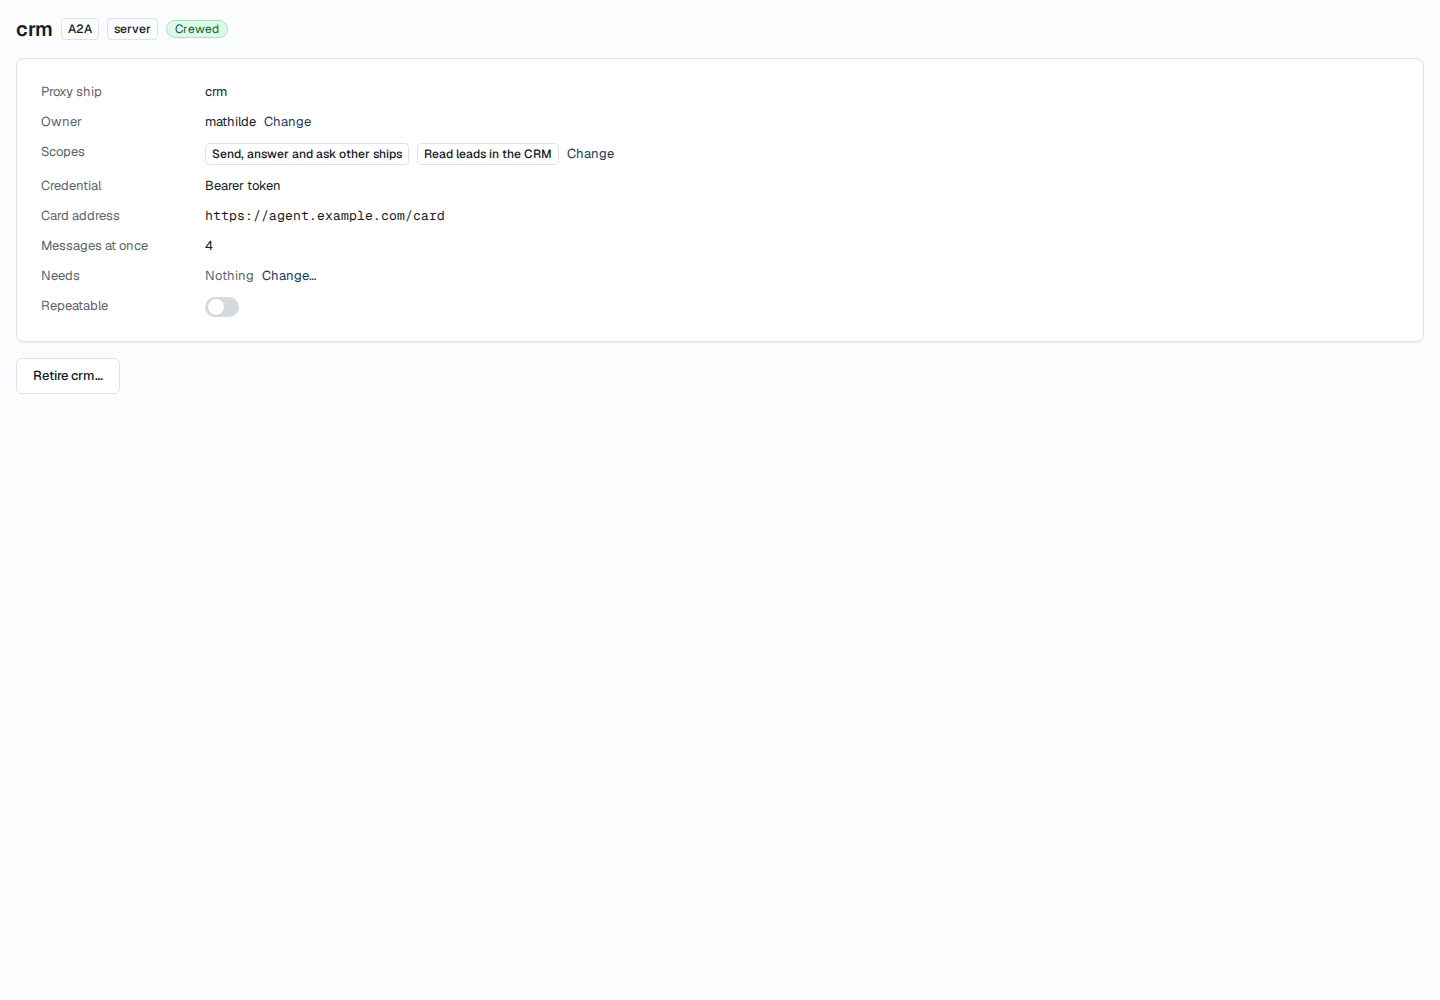 crm A2A server Crewed
Proxy ship crm
Owner mathilde Change
Scopes Send, answer and ask other ships Read leads in the CRM Change
Credential Bearer token
Card address https://agent.example.com/card
Messages at once 4
Needs Nothing Change…
Repeatable
Retire crm…